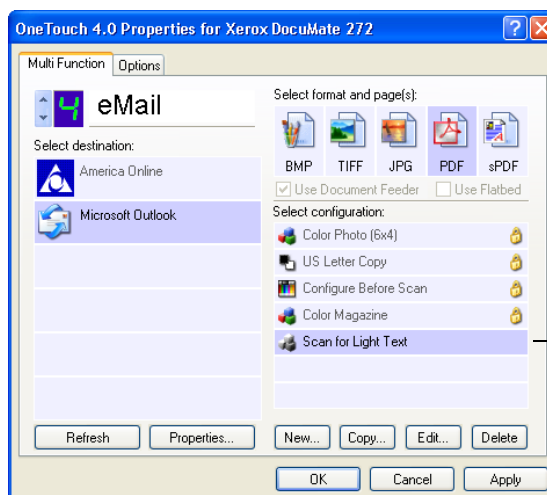 OneTouch 4.0 Properties for Xerox DocuMate 272
Multi Function
Options
4 eMail
Select destination:
America Online
Microsoft Outlook
Refresh
Properties...
Select format and page(s):
BMP TIFF JPG PDF sPDF
Use Document Feeder
Use Flatbed
Select configuration:
Color Photo (6x4)
US Letter Copy
Configure Before Scan
Color Magazine
Scan for Light Text
New... Copy... Edit... Delete
OK Cancel Apply